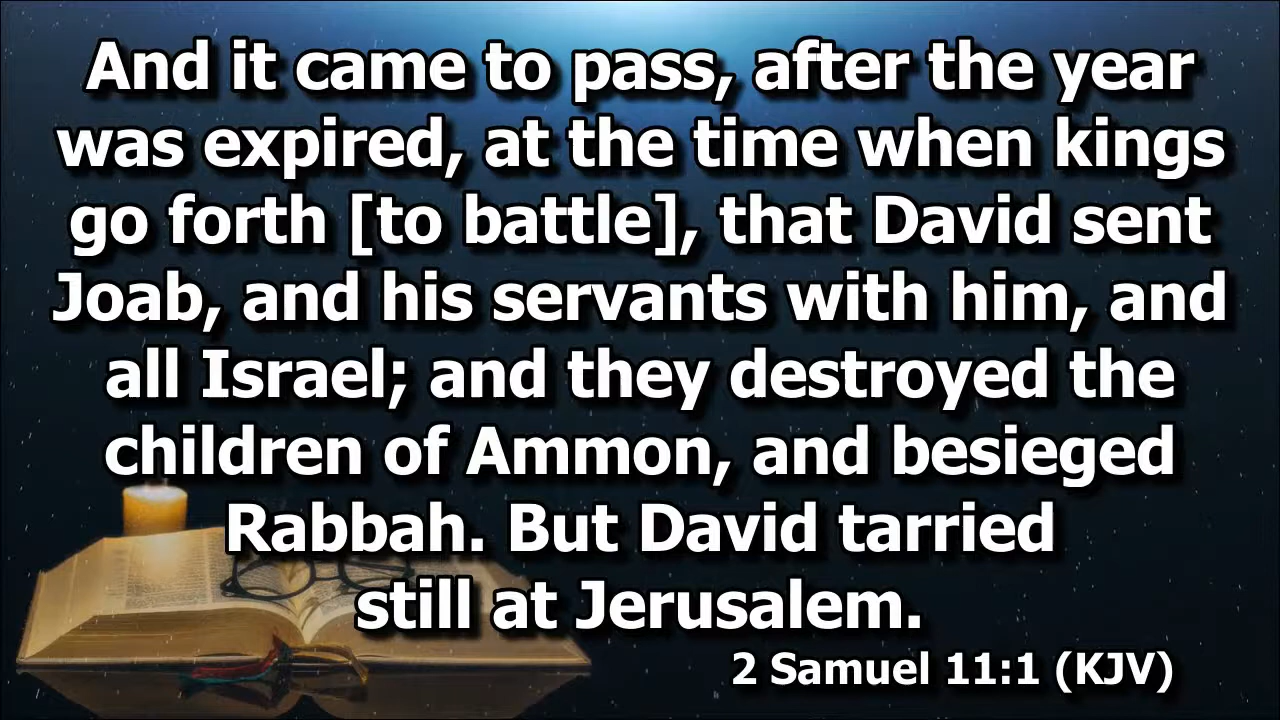 And it came to pass, after the year
was expired, at the time when kings
go forth [to battle], that David sent
Joab, and his servants with him, and
all Israel; and they destroyed the
children of Ammon, and besieged
Rabbah. But David tarried
still at Jerusalem.
2 Samuel 11:1 (KJV)